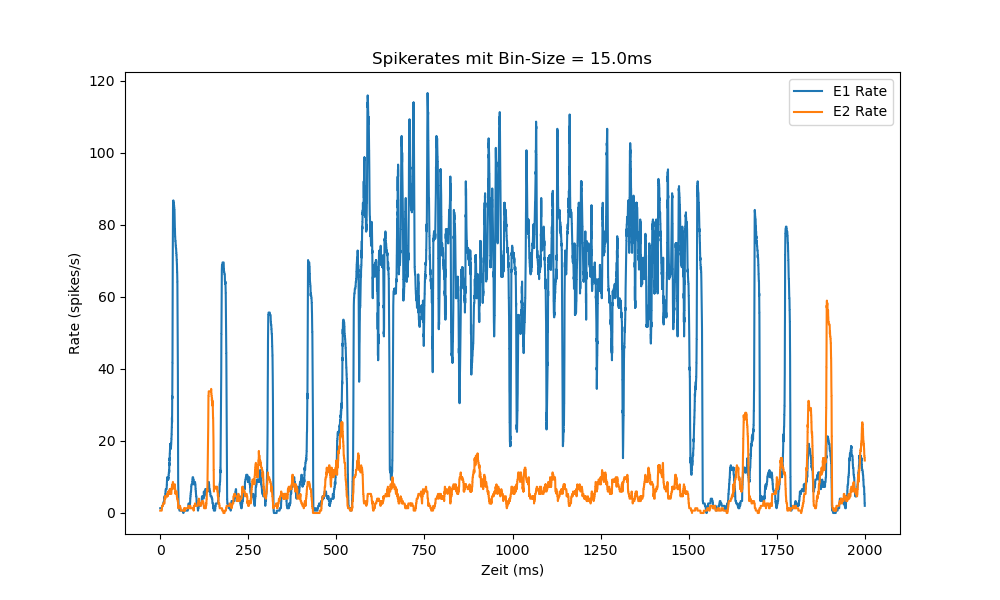 Spikerates mit Bin-Size = 15.0ms
E1 Rate
E2 Rate
120
100
80
60
40
20
0
Rate (spikes/s)
0 250 500 750 1000 1250 1500 1750 2000
Zeit (ms)